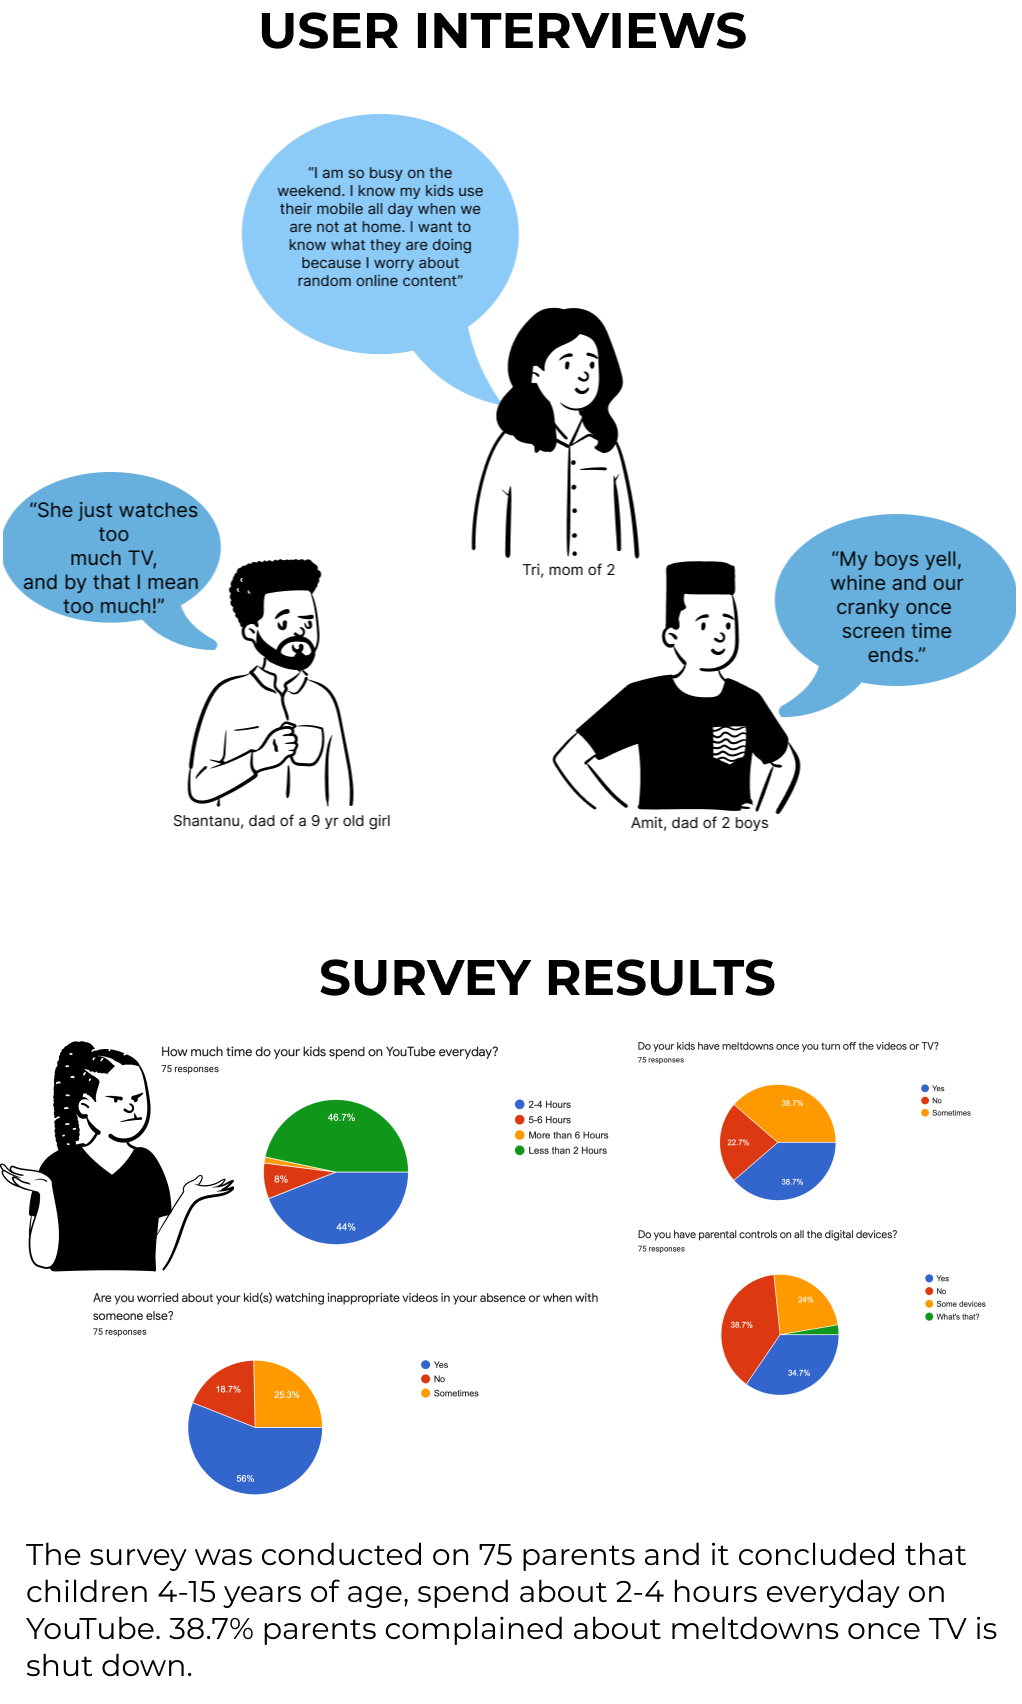 USER INTERVIEWS
“I am so busy on the
weekend. I know my kids use
their mobile all day when we
are not at home. I want to
know what they are doing
because I worry about
random online content”
Tri, mom of 2
“She just watches
too
much TV,
and by that I mean
too much!”
Shantanu, dad of a 9 yr old girl
“My boys yell,
whine and our
cranky once
screen time
ends.”
Amit, dad of 2 boys
SURVEY RESULTS
How much time do your kids spend on YouTube everyday?
75 responses
46.7%
8%
44%
2-4 Hours
5-6 Hours
More than 6 Hours
Less than 2 Hours
Do your kids have meltdowns once you turn off the videos or TV?
75 responses
38.7%
22.7%
38.7%
Yes
No
Sometimes
Do you have parental controls on all the digital devices?
75 responses
24%
38.7%
34.7%
Yes
No
Some devices
What's that?
Are you worried about your kid(s) watching inappropriate videos in your absence or when with
someone else?
75 responses
18.7%
25.3%
56%
Yes
No
Sometimes
The survey was conducted on 75 parents and it concluded that
children 4-15 years of age, spend about 2-4 hours everyday on
YouTube. 38.7% parents complained about meltdowns once TV is
shut down.